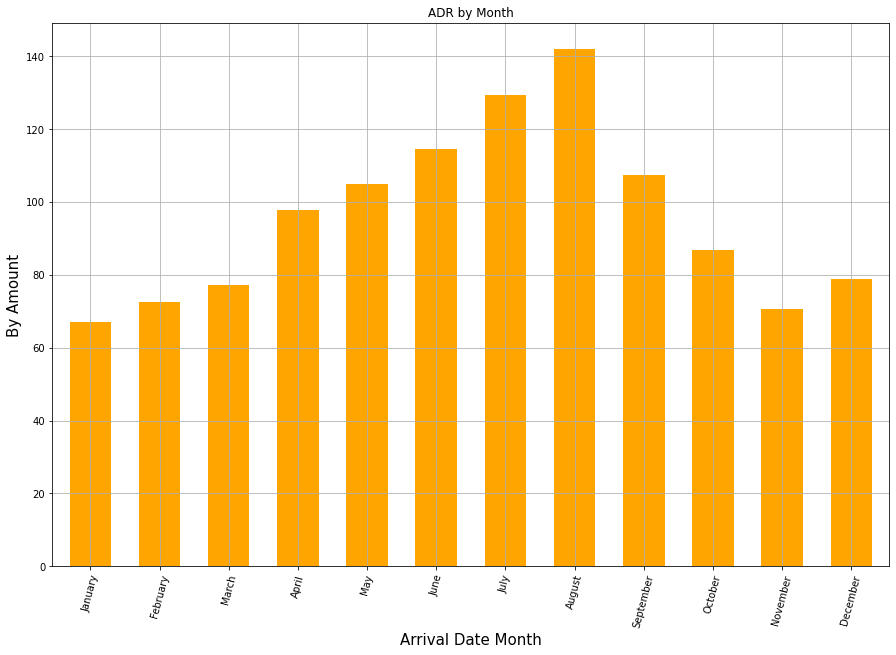 ADR by Month
By Amount
140
120
100
80
60
40
20
0
January
February
March
April
May
June
July
August
September
October
November
December
Arrival Date Month